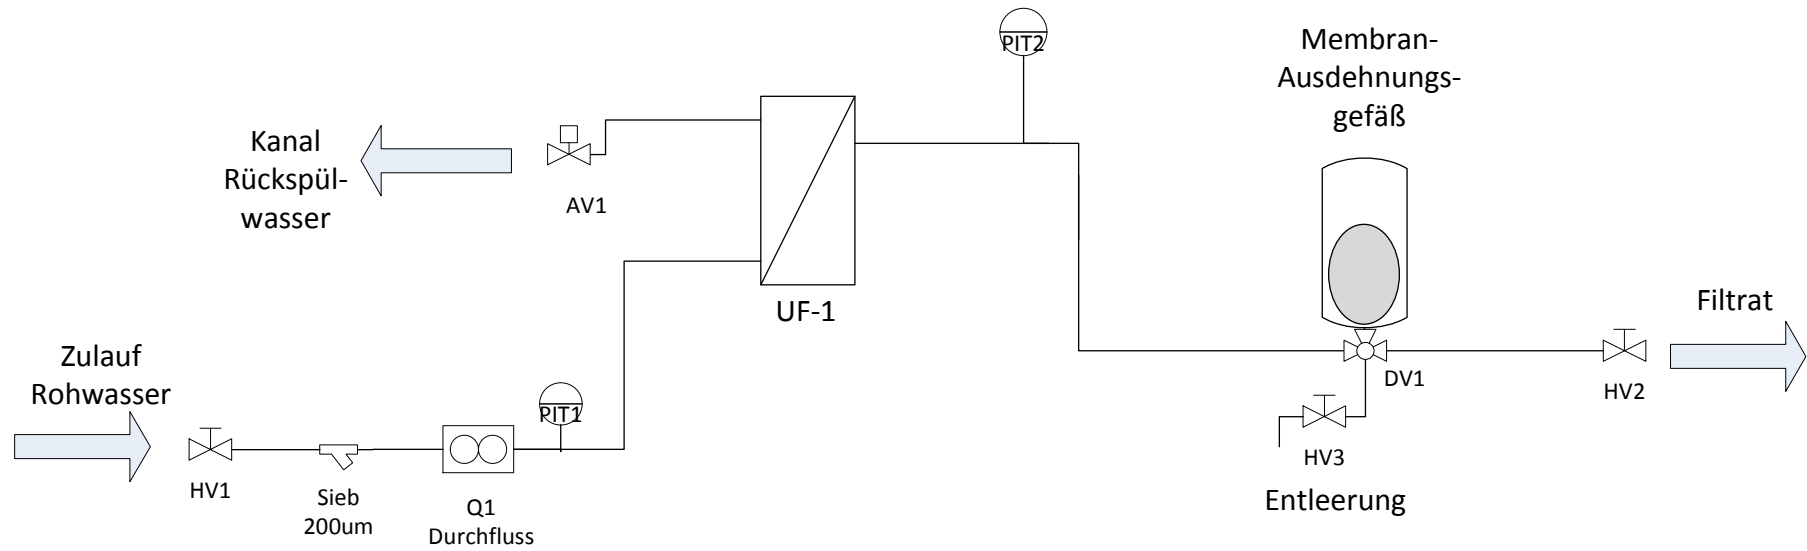 PIT2
Membran-
Ausdehnungs-
gefäß
Kanal
Rückspül-
wasser
AV1
UF-1
Filtrat
Zulauf
Rohwasser
PIT1
DV1
HV2
HV1
Sieb
200um
Q1
Durchfluss
HV3
Entleerung